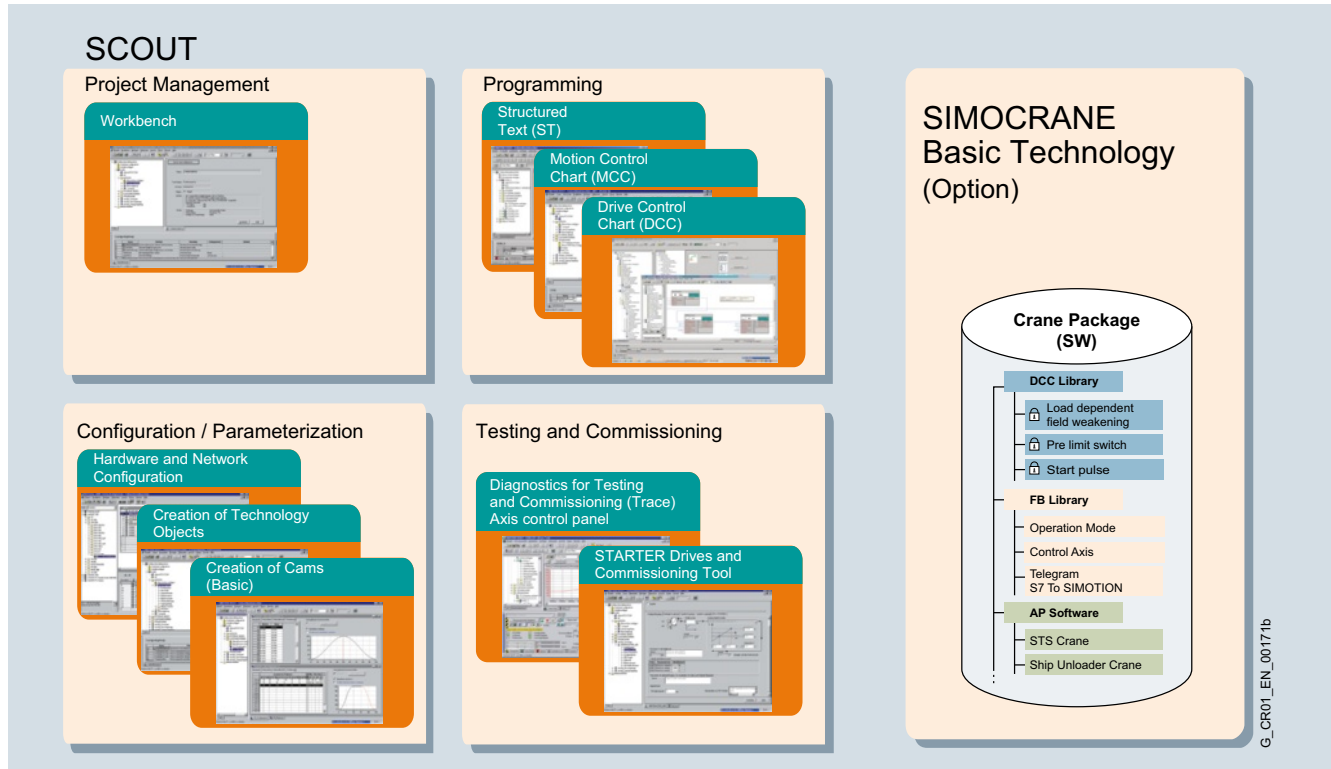 SCOUT
Project Management
Workbench
Programming
Structured
Text (ST)
Motion Control
Chart (MCC)
Drive Control
Chart (DCC)
Configuration / Parameterization
Hardware and Network
Configuration
Creation of Technology
Objects
Creation of Cams
(Basic)
Testing and Commissioning
Diagnostics for Testing
and Commissioning (Trace)
Axis control panel
STARTER Drives and
Commissioning Tool
SIMOCRANE
Basic Technology
(Option)
Crane Package
(SW)
DCC Library
Load dependent
field weakening
Pre limit switch
Start pulse
FB Library
Operation Mode
Control Axis
Telegram
S7 To SIMOTION
AP Software
STS Crane
Ship Unloader Crane
G_CR01_EN_00171b